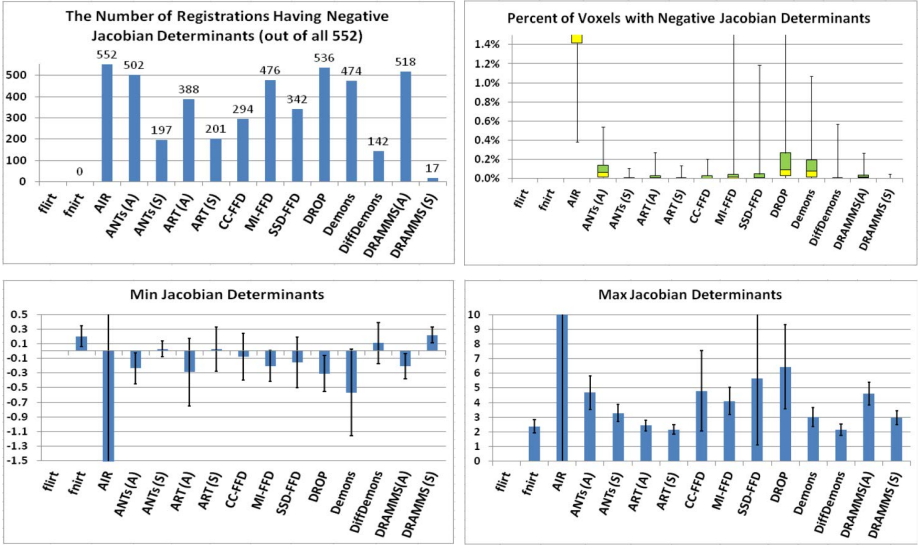 The Number of Registrations Having Negative
Jacobian Determinants (out of all 552)
500
400
300
200
100
0
0
552
502
197
388
201
294
476
342
536
474
142
518
17
flirt
fnirt
AIR
ANTs (A)
ANTs (S)
ART (A)
ART(S)
CC-FFD
MI-FFD
SSD-FFD
DROP
Demons
DiffDemons
DRAMMS(A)
DRAMMS (S)
Percent of Voxels with Negative Jacobian Determinants
1.4%
1.2%
1.0%
0.8%
0.6%
0.4%
0.2%
0.0%
flirt
fnirt
AIR
ANTs (A)
ANTs (S)
ART (A)
ART(S)
CC-FFD
MI-FFD
SSD-FFD
DROP
Demons
DiffDemons
DRAMMS(A)
DRAMMS (S)
Min Jacobian Determinants
0.5
0.3
0.1
-0.1
-0.3
-0.5
-0.7
-0.9
-1.1
-1.3
-1.5
flirt
fnirt
AIR
ANTs (A)
ANTs (S)
ART (A)
ART(S)
CC-FFD
MI-FFD
SSD-FFD
DROP
Demons
DiffDemons
DRAMMS(A)
DRAMMS (S)
Max Jacobian Determinants
10
9
8
7
6
5
4
3
2
1
0
flirt
fnirt
AIR
ANTs (A)
ANTs (S)
ART (A)
ART(S)
CC-FFD
MI-FFD
SSD-FFD
DROP
Demons
DiffDemons
DRAMMS(A)
DRAMMS (S)